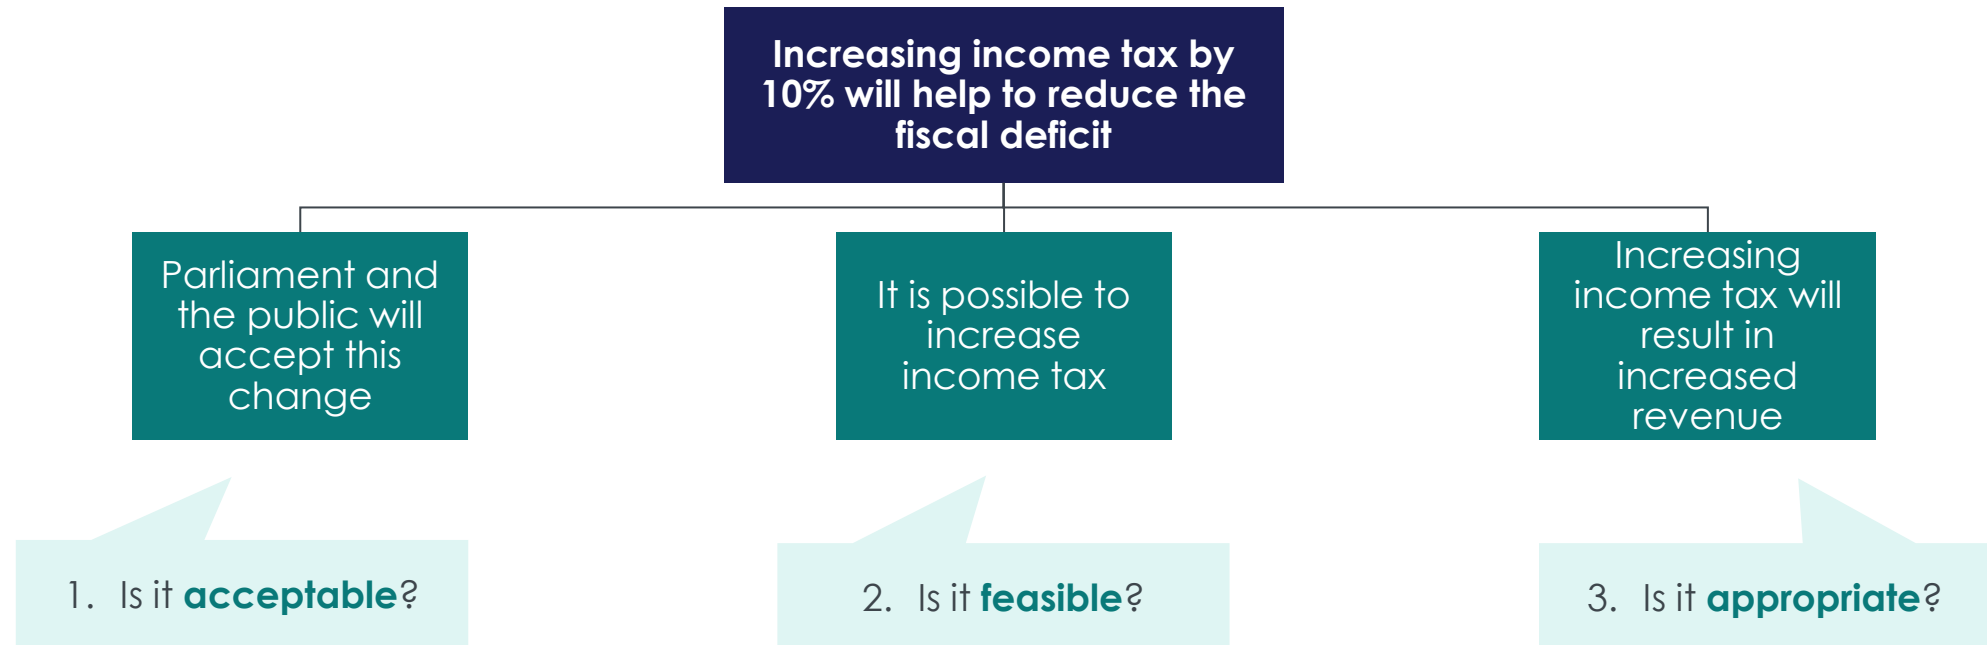 Increasing income tax by
10% will help to reduce the
fiscal deficit
Parliament and
the public will
accept this
change
It is possible to
increase
income tax
Increasing
income tax will
result in
increased
revenue
1. Is it acceptable?
2. Is it feasible?
3. Is it appropriate?